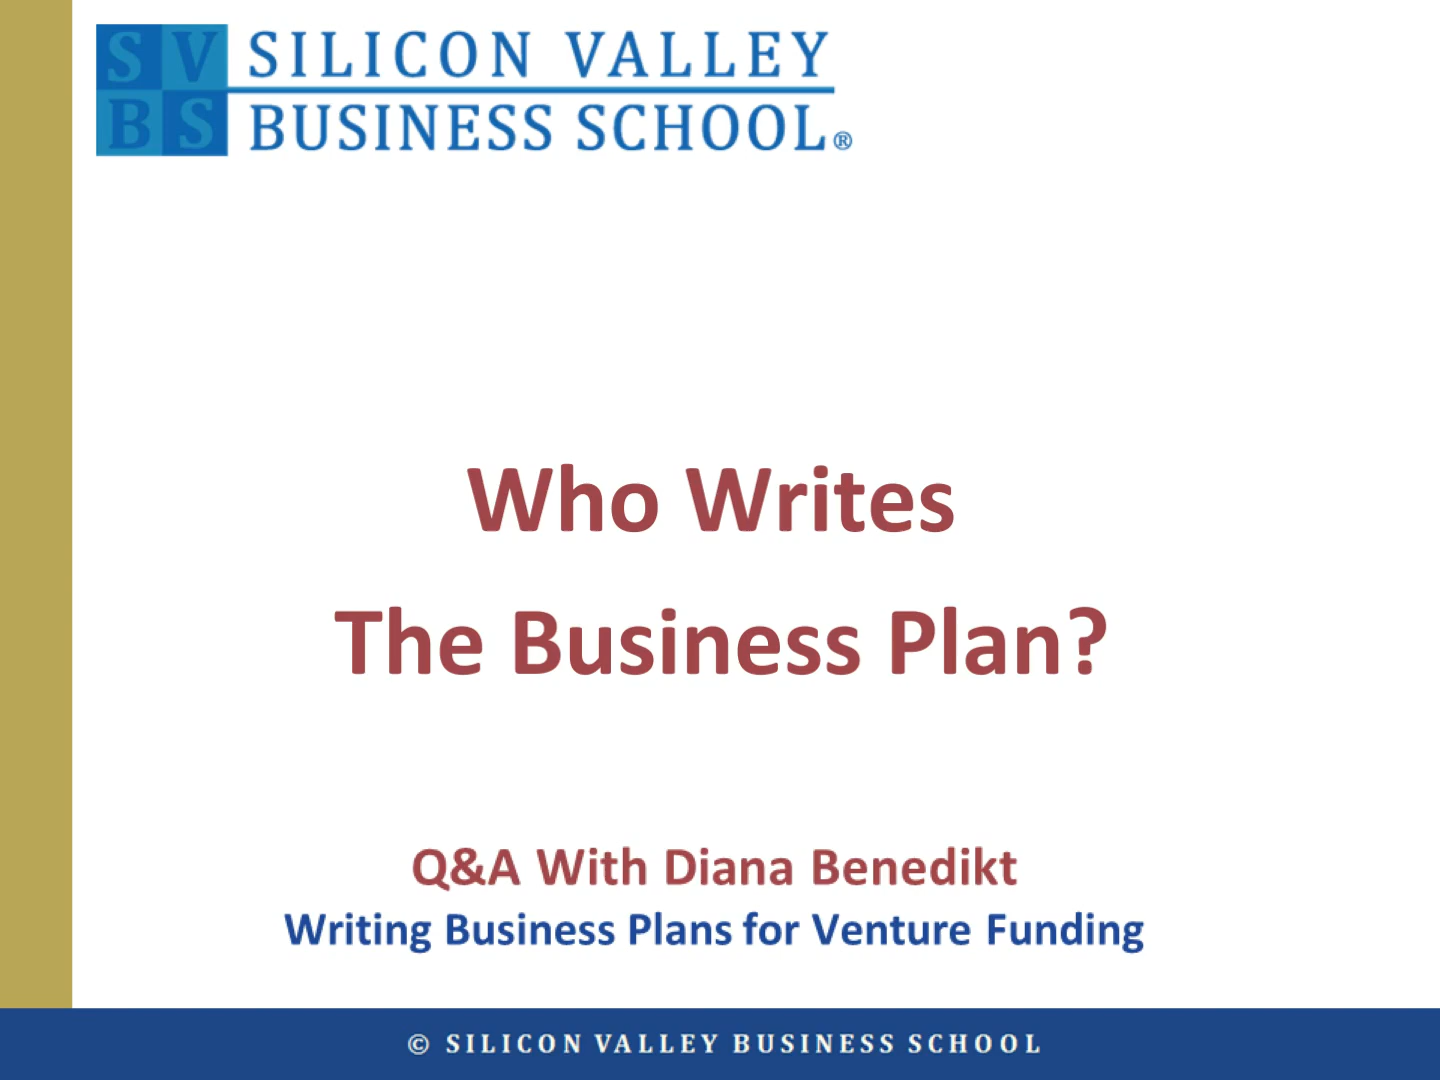 SV
BS
SILICON VALLEY
BUSINESS SCHOOL®
Who Writes
The Business Plan?
Q&A With Diana Benedikt
Writing Business Plans for Venture Funding
© SILICON VALLEY BUSINESS SCHOOL